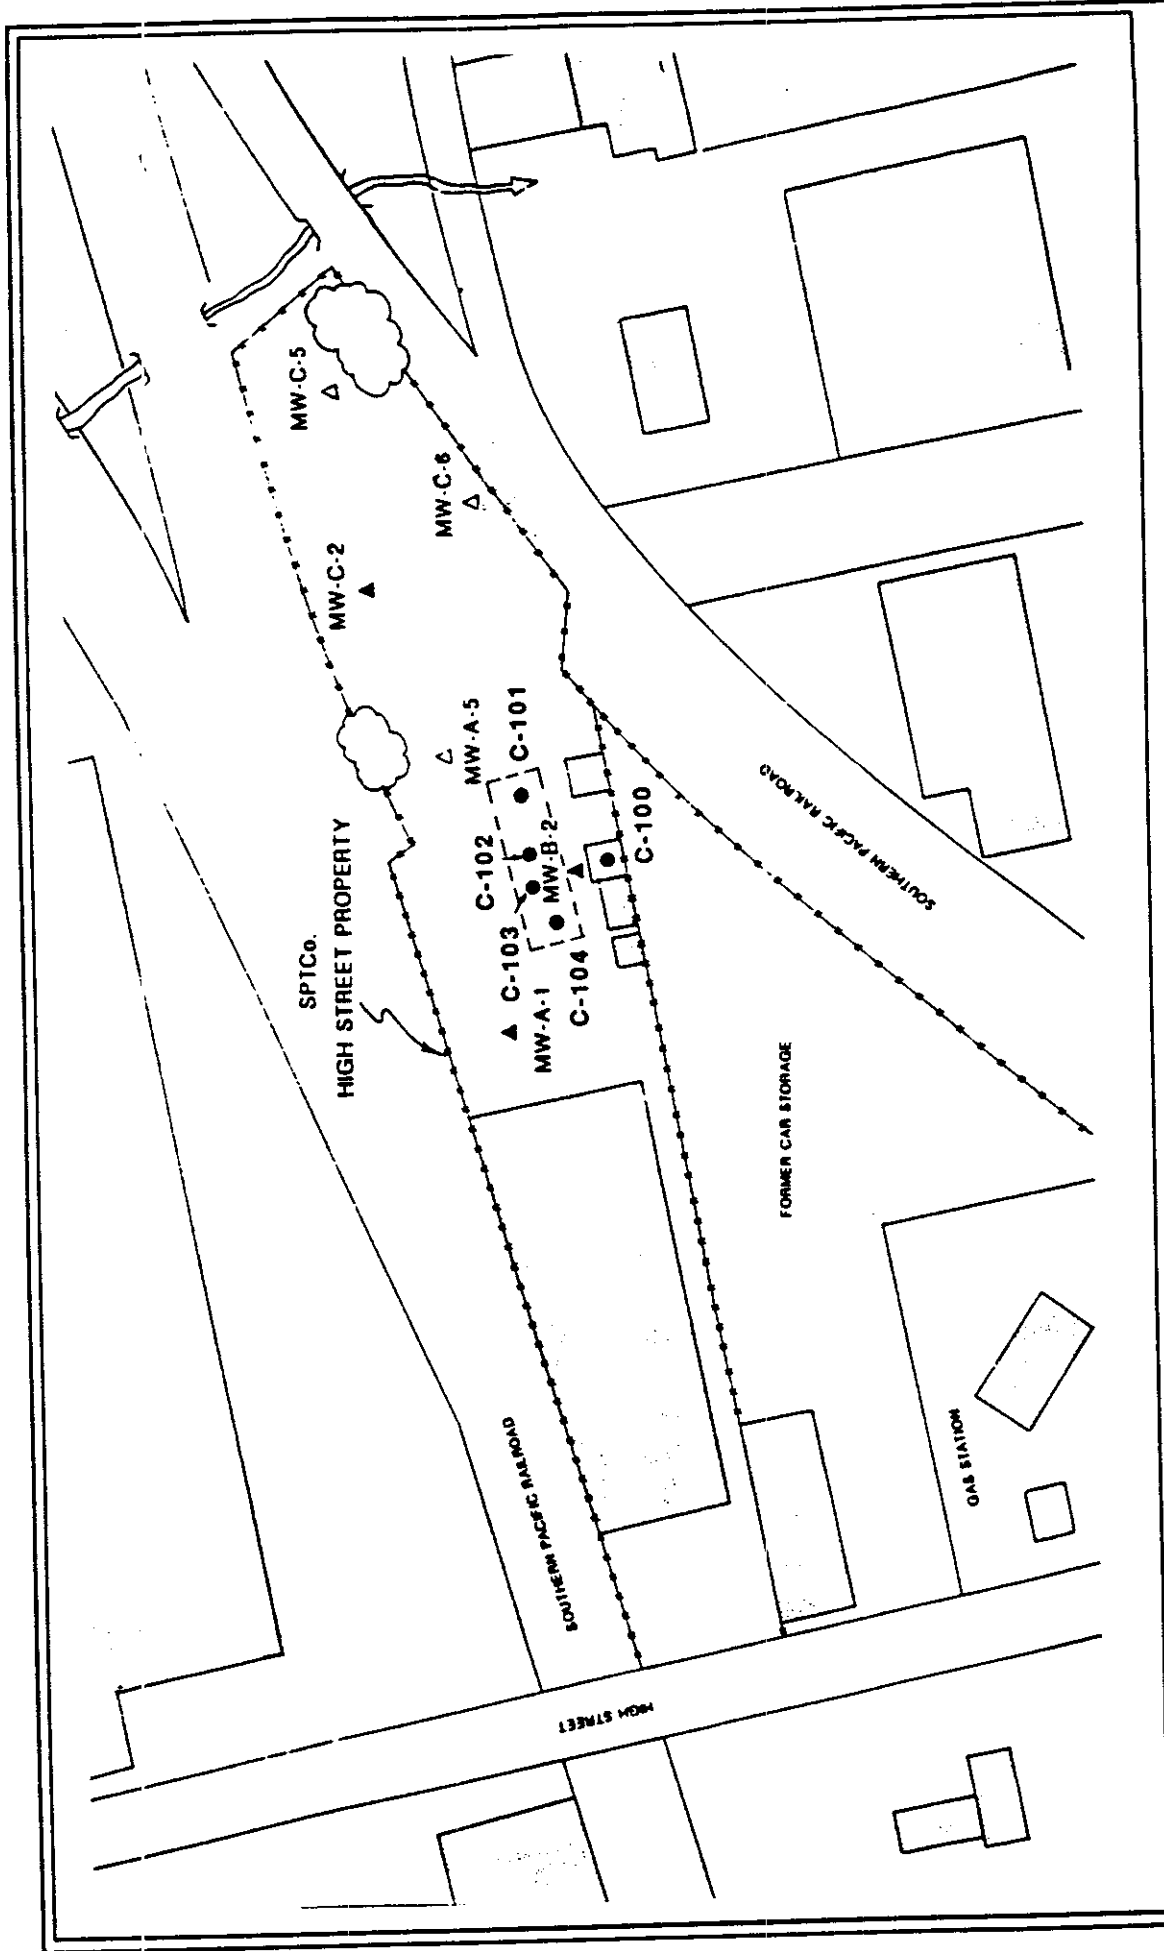 SPTCo.
HIGH STREET PROPERTY
MW-C-5
MW-C-6
MW-C-2
MW-A-5
C-101
C-102
MW-B-2
C-103
C-100
MW-A-1
C-104
SOUTHERN PACIFIC RAILROAD
FORMER CAR STORAGE
SOUTHERN PACIFIC RAILROAD
GAS STATION
HIGH STREET